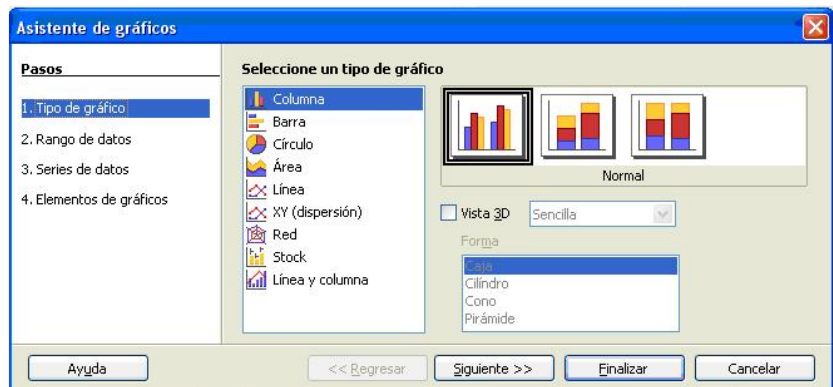 Asistente de gráficos
Pasos
1. Tipo de gráfico
2. Rango de datos
3. Series de datos
4. Elementos de gráficos
Seleccione un tipo de gráfico
Columna
Barra
Círculo
Área
Línea
XY (dispersión)
Red
Stock
Línea y columna
Normal
Vista 3D
Sencilla
Forma
Caja
Cilíndro
Cono
Pirámide
Ayuda
<< Regresar
Siguiente >>
Finalizar
Cancelar